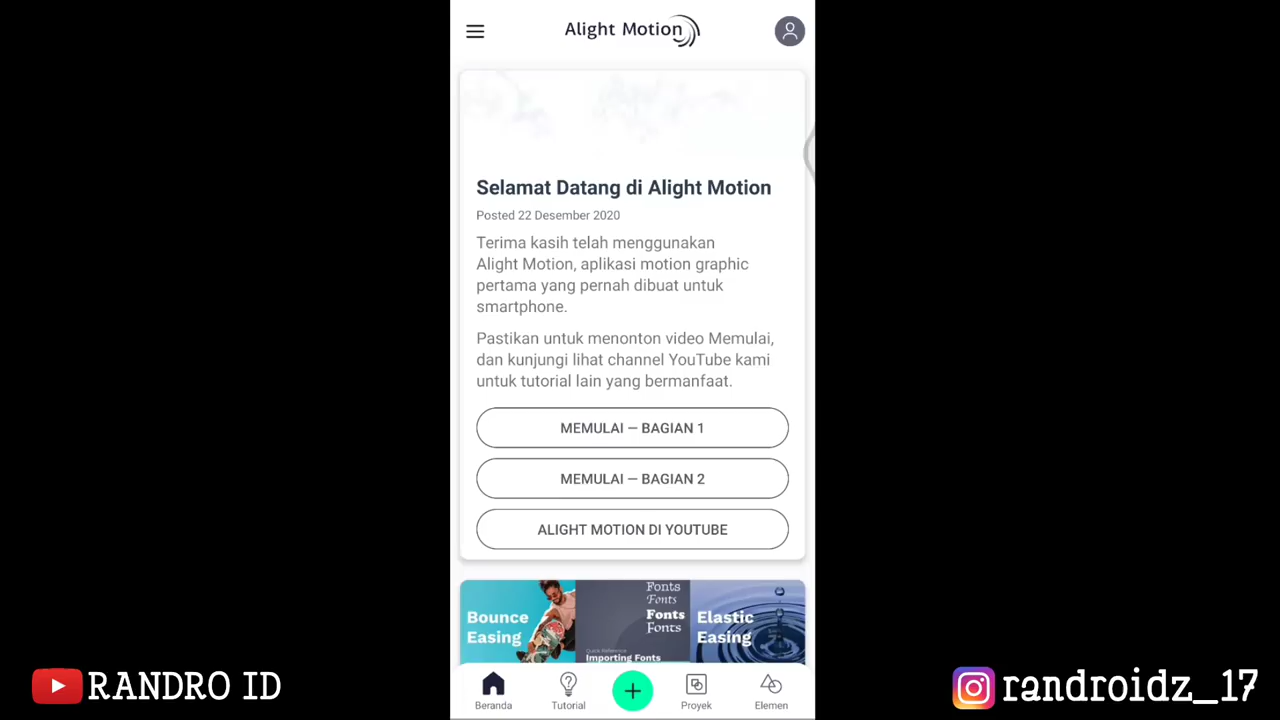 Alight Motion
Selamat Datang di Alight Motion
Posted 22 Desember 2020
Terima kasih telah menggunakan
Alight Motion, aplikasi motion graphic
pertama yang pernah dibuat untuk
smartphone.
Pastikan untuk menonton video Memulai,
dan kunjungi lihat channel YouTube kami
untuk tutorial lain yang bermanfaat.
MEMULAI — BAGIAN 1
MEMULAI — BAGIAN 2
ALIGHT MOTION DI YOUTUBE
Bounce
Easing
Fonts
Fonts
Fonts
Fonts
Quick Reference
Importing Fonts
Elastic
Easing
Beranda
Tutorial
Proyek
Elemen
RANDRO ID
randroidz_17